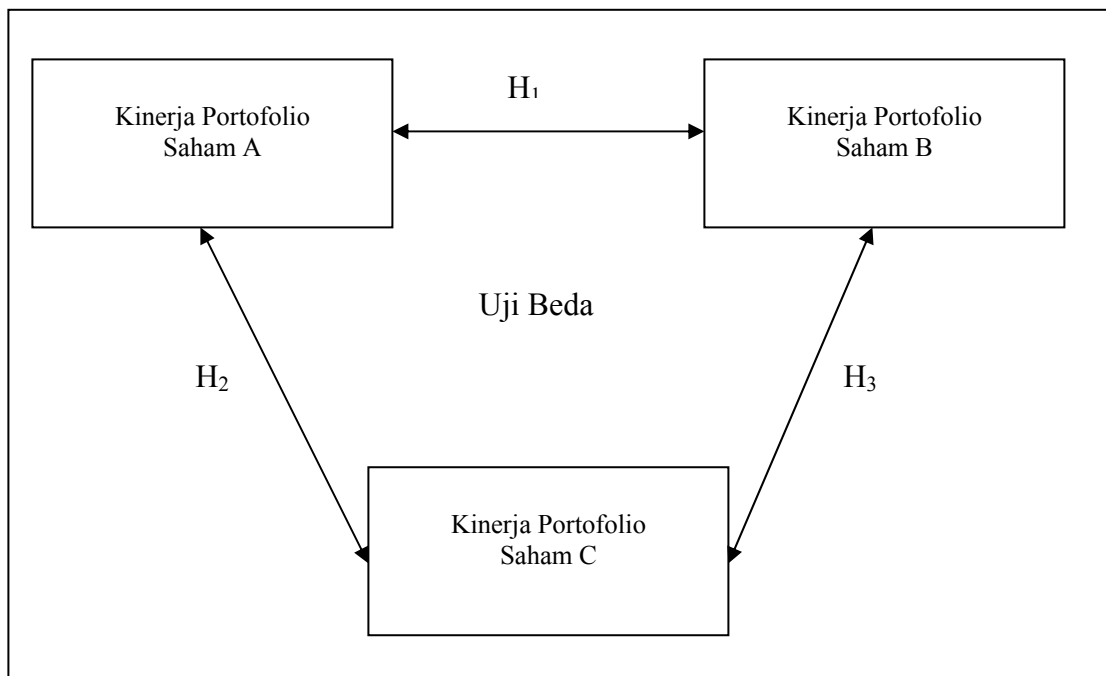 H₁
Kinerja Portofolio
Saham A
Kinerja Portofolio
Saham B
Uji Beda
H₂
H₃
Kinerja Portofolio
Saham C